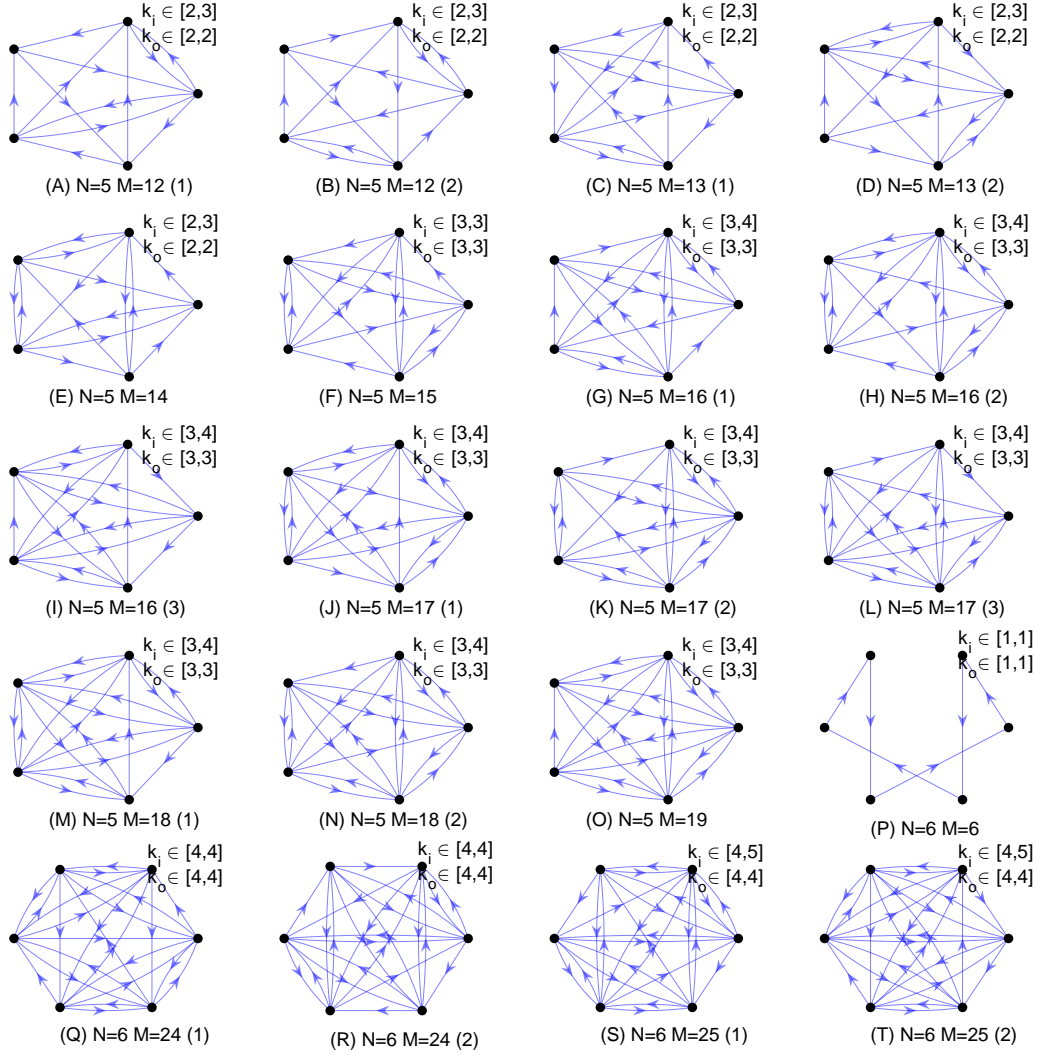 k_i ∈ [2,3] k_i ∈ [2,3] k_i ∈ [2,3] k_i ∈ [2,3]
k_o ∈ [2,2] k_o ∈ [2,2] k_o ∈ [2,2] k_o ∈ [2,2]
(A) N=5 M=12 (1) (B) N=5 M=12 (2) (C) N=5 M=13 (1) (D) N=5 M=13 (2)
k_i ∈ [2,3] k_i ∈ [3,3] k_i ∈ [3,4] k_i ∈ [3,4]
k_o ∈ [2,2] k_o ∈ [3,3] k_o ∈ [3,3] k_o ∈ [3,3]
(E) N=5 M=14 (F) N=5 M=15 (G) N=5 M=16 (1) (H) N=5 M=16 (2)
k_i ∈ [3,4] k_i ∈ [3,4] k_i ∈ [3,4] k_i ∈ [3,4]
k_o ∈ [3,3] k_o ∈ [3,3] k_o ∈ [3,3] k_o ∈ [3,3]
(I) N=5 M=16 (3) (J) N=5 M=17 (1) (K) N=5 M=17 (2) (L) N=5 M=17 (3)
k_i ∈ [3,4] k_i ∈ [3,4] k_i ∈ [3,4] k_i ∈ [1,1]
k_o ∈ [3,3] k_o ∈ [3,3] k_o ∈ [3,3] k_o ∈ [1,1]
(M) N=5 M=18 (1) (N) N=5 M=18 (2) (O) N=5 M=19 (P) N=6 M=6
k_i ∈ [4,4] k_i ∈ [4,4] k_i ∈ [4,5] k_i ∈ [4,5]
k_o ∈ [4,4] k_o ∈ [4,4] k_o ∈ [4,4] k_o ∈ [4,4]
(Q) N=6 M=24 (1) (R) N=6 M=24 (2) (S) N=6 M=25 (1) (T) N=6 M=25 (2)